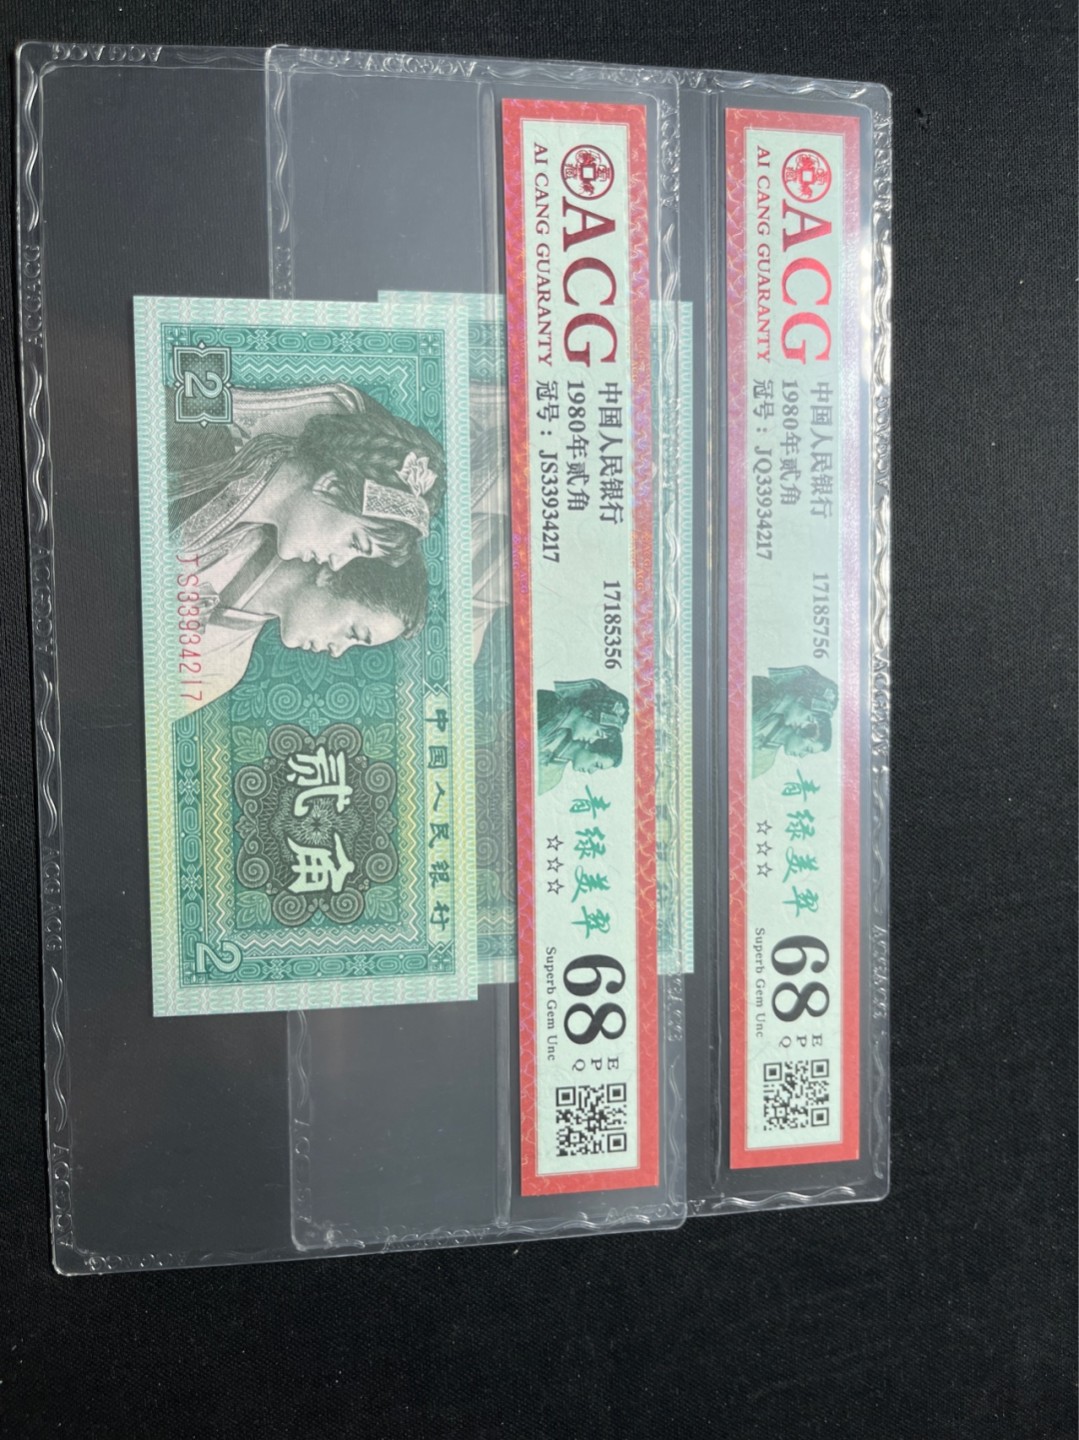 ACG
AI CANG GUARANTY
中国人民银行 17185756
1980年贰角
冠号：JQ33934217
青绿美翠
☆☆☆
68 EPQ
Superb Gem Unc
ACG
AI CANG GUARANTY
中国人民银行 17185356
1980年贰角
冠号：JS33934217
青绿美翠
☆☆☆
68 EPQ
Superb Gem Unc
中国人民银行
2
贰角
JS33934217
2